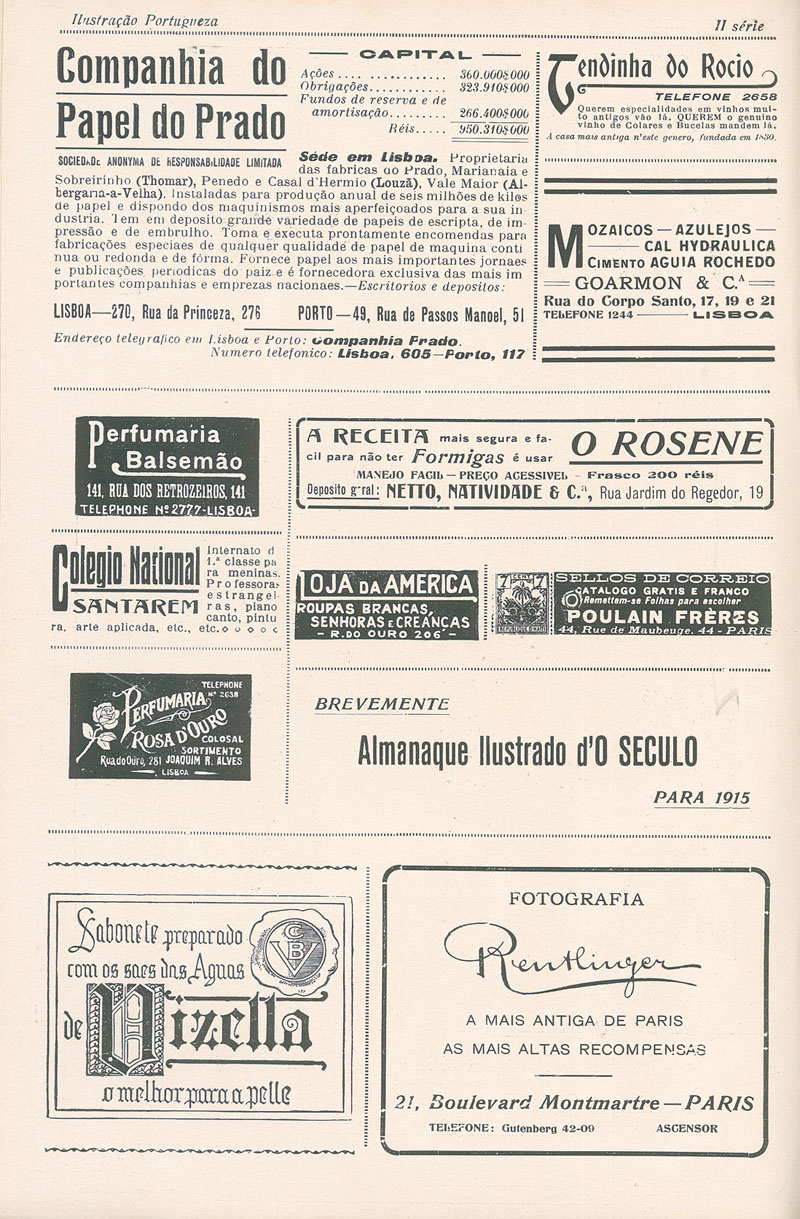 Ilustração Portugueza
II série
Companhia do
Papel do Prado
SOCIEDADE ANONYMA DE RESPONSABILIDADE LIMITADA
CAPITAL
Ações.... ........... 360.000$000
Obrigações............ 323.910$000
Fundos de reserva e de
amortisação......... 266.400$000
Réis..... 950.310$000
Séde em Lisboa. Proprietaria
das fabricas do Prado, Marianaia e
Sobreirinho (Thomar), Penedo e Casal d'Hermio (Louzã), Vale Maior (Al-
bergaria-a-Velha). Instaladas para produção anual de seis milhões de kilos
de papel e dispondo dos maquinismos mais aperfeiçoados para a sua in
dustria. Tem em deposito grande variedade de papeis de escripta, de im-
pressão e de embrulho. Toma e executa prontamente encomendas para
fabricações especiaes de qualquer qualidade de papel de maquina conti
nua ou redonda e de fôrma. Fornece papel aos mais importantes jornaes
e publicações periodicas do paiz e é fornecedora exclusiva das mais im
portantes companhias e emprezas nacionaes.—Escritorios e depositos:
LISBOA—270, Rua da Princeza, 276 PORTO—49, Rua de Passos Manoel, 51
Endereço telegrafico em Lisboa e Porto: Companhia Prado.
Numero telefonico: Lisboa, 605—Porto, 117
Tendinha do Rocio
TELEFONE 2658
Querem especialidades em vinhos mui-
to antigos vão lá. QUEREM o genuino
vinho de Colares e Bucelas mandem lá.
A casa mais antiga n'este genero, fundada em 1830.
MOZAICOS — AZULEJOS —
CAL HYDRAULICA
CIMENTO AGUIA ROCHEDO
GOARMON & C.A
Rua do Corpo Santo, 17, 19 e 21
TELEFONE 1244 — LISBOA
Perfumaria
Balsemão
141, RUA DOS RETROZEIROS, 141
TELEPHONE Nº 2777-LISBOA-
A RECEITA mais segura e fa-
cil para não ter Formigas é usar
O ROSENE
MANEJO FACIL — PREÇO ACESSIVEL - Frasco 200 réis
Deposito g·ral: NETTO, NATIVIDADE & C.ª, Rua Jardim do Regedor, 19
Colegio Nacional
SANTAREM
Internato d
1.ª classe pa
ra meninas.
Professoras
estrangei-
ras, piano
canto, pintu
ra, arte aplicada, etc., etc.
LOJA DA AMERICA
ROUPAS BRANCAS,
SENHORAS E CREANÇAS
- R. DO OURO 206 -
7 CENT 7
REPUBLIQUE D'HAITI
SELLOS DE CORREIO
CATALOGO GRATIS E FRANCO
Remettem-se Folhas para escolher
POULAIN FRÈRES
44, Rue de Maubeuge, 44 - PARIS
TELEPHONE
Nº 2638
PERFUMARIA
ROSA D'OURO
COLOSAL
SORTIMENTO
Rua do Ouro, 281 JOAQUIM R. ALVES
— LISBOA —
BREVEMENTE
Almanaque Ilustrado d'O SECULO
PARA 1915
Sabonete preparado
com os saes das Aguas
de Vizella
o melhor para a pelle
CBV
FOTOGRAFIA
Reutlinger
A MAIS ANTIGA DE PARIS
AS MAIS ALTAS RECOMPENSAS
21, Boulevard Montmartre — PARIS
TELEFONE: Gutenberg 42-09 ASCENSOR